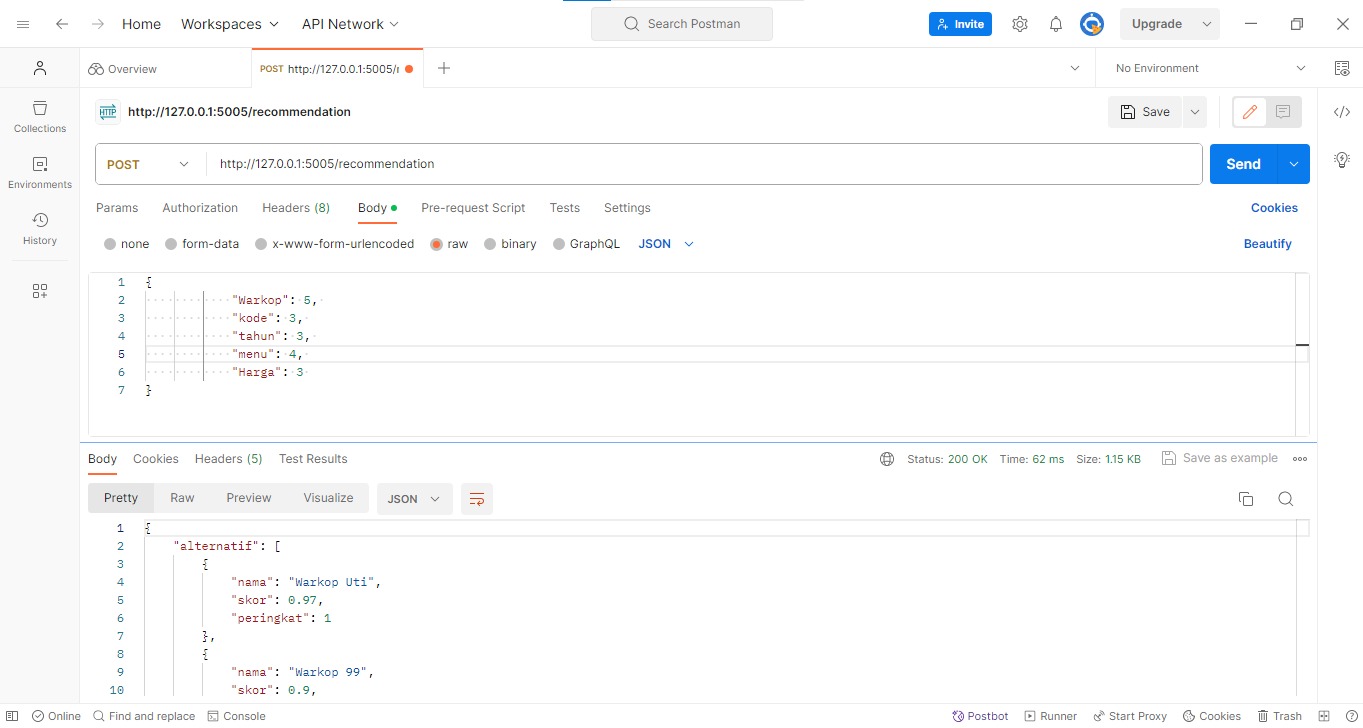 Home Workspaces API Network Search Postman Invite Upgrade
Overview POST http://127.0.0.1:5005/r No Environment
HTTP http://127.0.0.1:5005/recommendation Save
Collections
Environments
History
POST http://127.0.0.1:5005/recommendation Send
Params Authorization Headers (8) Body Pre-request Script Tests Settings Cookies
none form-data x-www-form-urlencoded raw binary GraphQL JSON Beautify
1 {
2 "Warkop": 5,
3 "kode": 3,
4 "tahun": 3,
5 "menu": 4,
6 "Harga": 3
7 }
Body Cookies Headers (5) Test Results Status: 200 OK Time: 62 ms Size: 1.15 KB Save as example
Pretty Raw Preview Visualize JSON
1 {
2 "alternatif": [
3 {
4 "nama": "Warkop Uti",
5 "skor": 0.97,
6 "peringkat": 1
7 },
8 {
9 "nama": "Warkop 99",
10 "skor": 0.9,
Online Find and replace Console Postbot Runner Start Proxy Cookies Trash